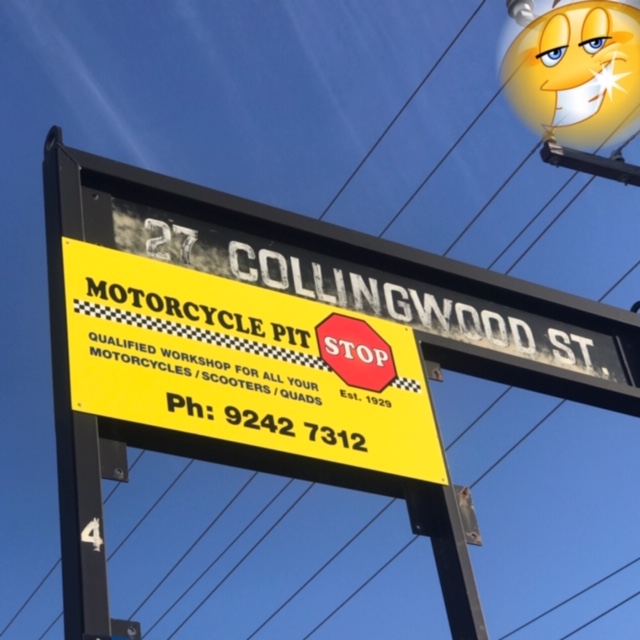 27 COLLINGWOOD ST.
MOTORCYCLE PIT STOP
QUALIFIED WORKSHOP FOR ALL YOUR
MOTORCYCLES / SCOOTERS / QUADS
Est. 1929
Ph: 9242 7312
4